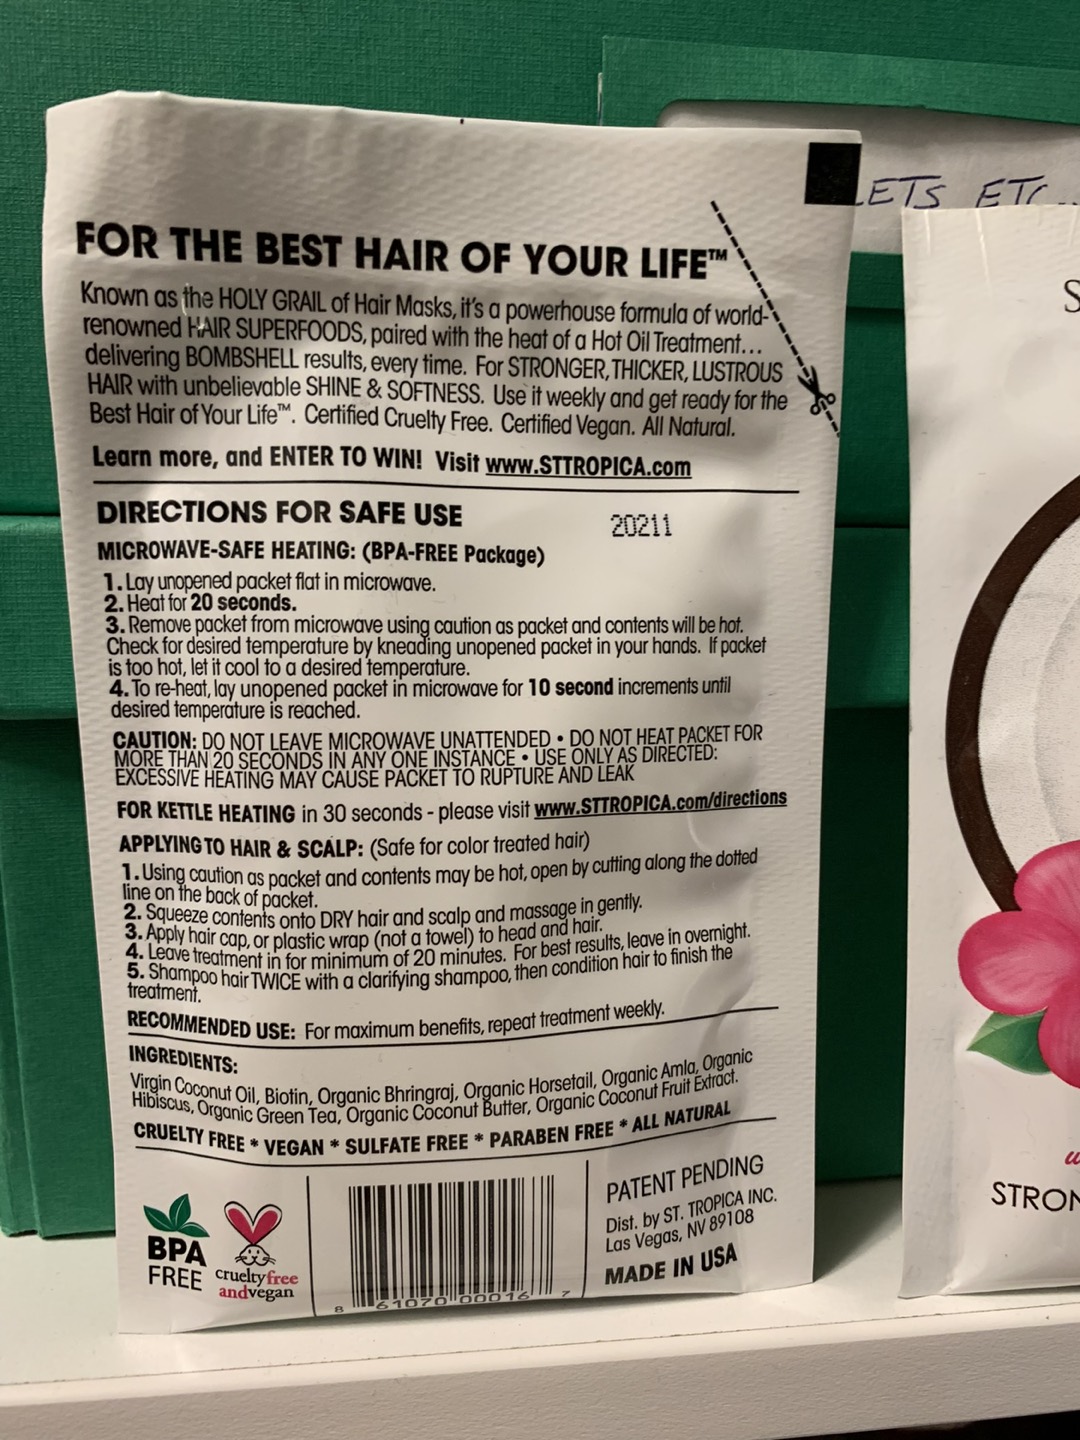 LETS ETC..
FOR THE BEST HAIR OF YOUR LIFE™
Known as the HOLY GRAIL of Hair Masks, it's a powerhouse formula of world-
renowned HAIR SUPERFOODS, paired with the heat of a Hot Oil Treatment...
delivering BOMBSHELL results, every time. For STRONGER, THICKER, LUSTROUS
HAIR with unbelievable SHINE & SOFTNESS. Use it weekly and get ready for the
Best Hair of Your Life™. Certified Cruelty Free. Certified Vegan. All Natural.
Learn more, and ENTER TO WIN! Visit www.STTROPICA.com
DIRECTIONS FOR SAFE USE
20211
MICROWAVE-SAFE HEATING: (BPA-FREE Package)
1. Lay unopened packet flat in microwave.
2. Heat for 20 seconds.
3. Remove packet from microwave using caution as packet and contents will be hot.
Check for desired temperature by kneading unopened packet in your hands. If packet
is too hot, let it cool to a desired temperature.
4. To re-heat, lay unopened packet in microwave for 10 second increments until
desired temperature is reached.
CAUTION: DO NOT LEAVE MICROWAVE UNATTENDED • DO NOT HEAT PACKET FOR
MORE THAN 20 SECONDS IN ANY ONE INSTANCE • USE ONLY AS DIRECTED:
EXCESSIVE HEATING MAY CAUSE PACKET TO RUPTURE AND LEAK
FOR KETTLE HEATING in 30 seconds - please visit www.STTROPICA.com/directions
APPLYING TO HAIR & SCALP: (Safe for color treated hair)
1. Using caution as packet and contents may be hot, open by cutting along the dotted
line on the back of packet.
2. Squeeze contents onto DRY hair and scalp and massage in gently.
3. Apply hair cap, or plastic wrap (not a towel) to head and hair.
4. Leave treatment in for minimum of 20 minutes. For best results, leave in overnight.
5. Shampoo hair TWICE with a clarifying shampoo, then condition hair to finish the
treatment.
RECOMMENDED USE: For maximum benefits, repeat treatment weekly.
INGREDIENTS:
Virgin Coconut Oil, Biotin, Organic Bhringraj, Organic Horsetail, Organic Amla, Organic
Hibiscus, Organic Green Tea, Organic Coconut Butter, Organic Coconut Fruit Extract.
CRUELTY FREE * VEGAN * SULFATE FREE * PARABEN FREE * ALL NATURAL
BPA
FREE
crueltyfree
andvegan
8 61070 00016 7
PATENT PENDING
Dist. by ST. TROPICA INC.
Las Vegas, NV 89108
MADE IN USA
S
STRON